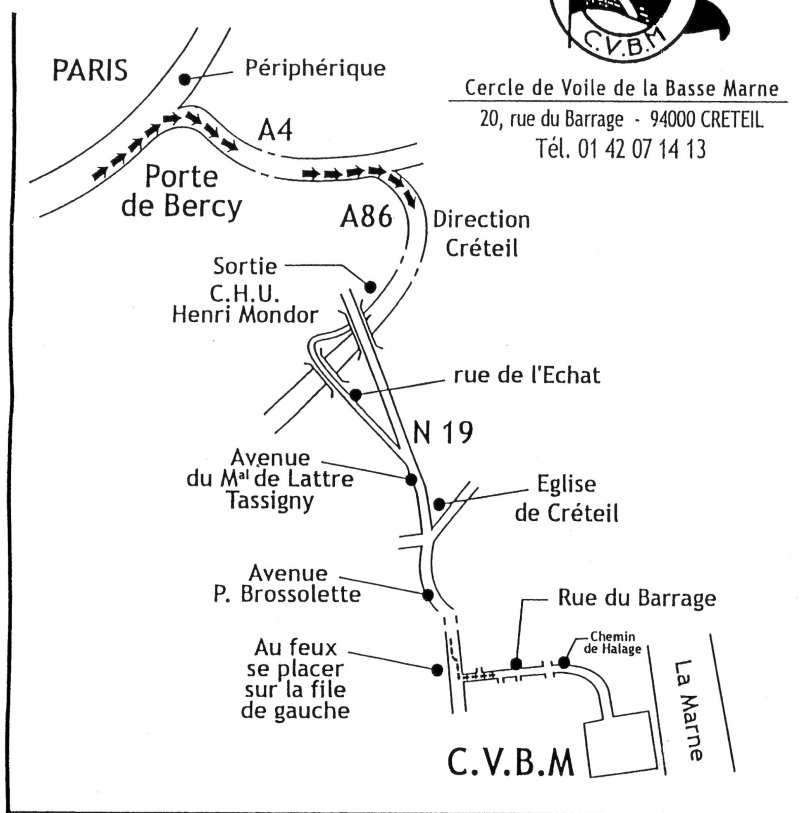 C.V.B.M
Cercle de Voile de la Basse Marne
20, rue du Barrage - 94000 CRETEIL
Tél. 01 42 07 14 13
PARIS
Périphérique
A4
Porte
de Bercy
A86
Direction
Créteil
Sortie
C.H.U.
Henri Mondor
rue de l'Echat
N 19
Avenue
du Mal de Lattre
Tassigny
Eglise
de Créteil
Avenue
P. Brossolette
Rue du Barrage
Chemin
de Halage
Au feux
se placer
sur la file
de gauche
La Marne
C.V.B.M